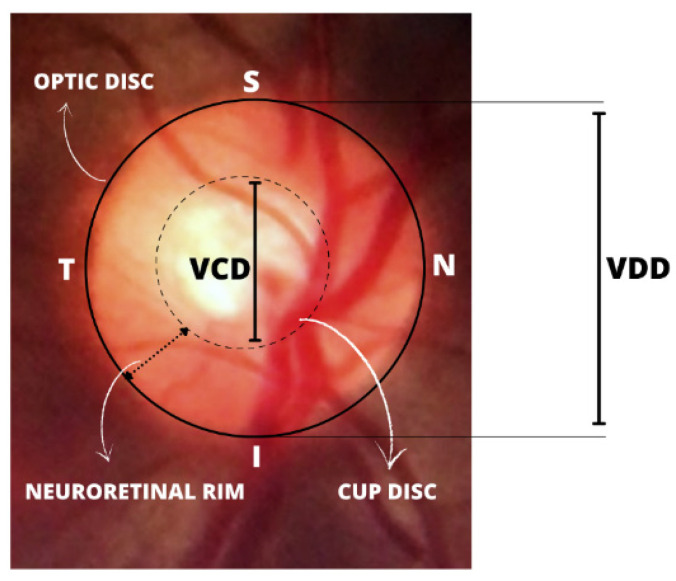 OPTIC DISC
S
T
VCD
N
VDD
I
NEURORETINAL RIM
CUP DISC